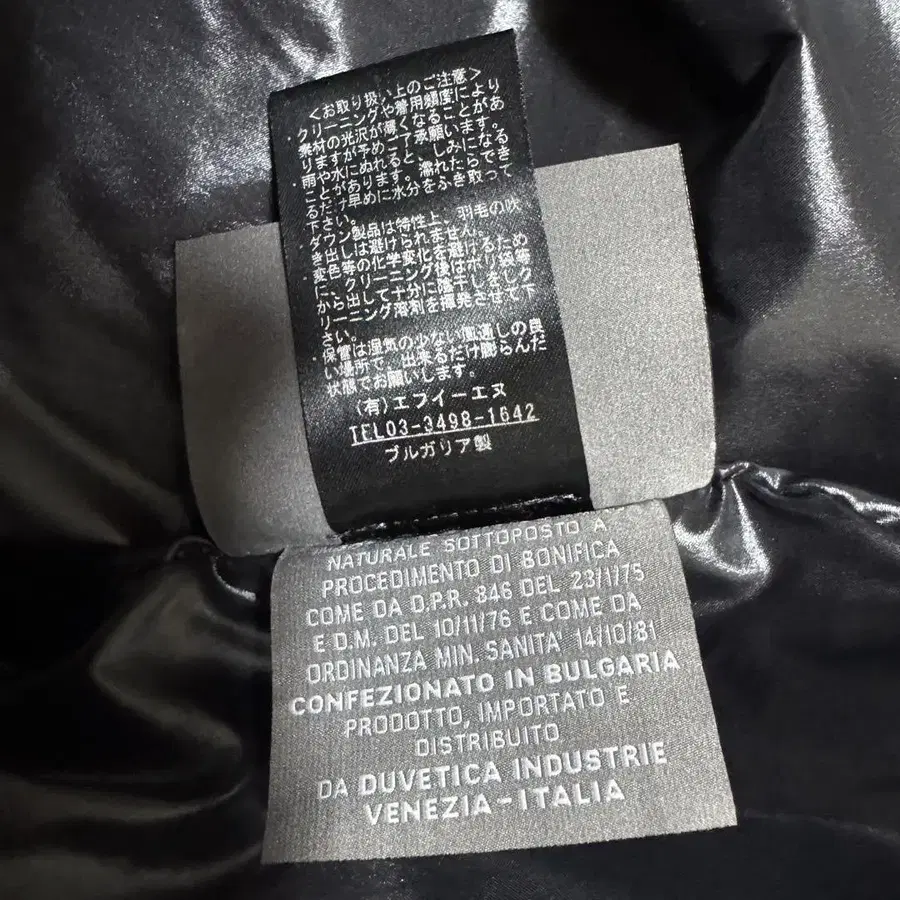 <お取り扱い上のご注意>
・クリーニングや着用頻度により
素材の光沢が薄くなることがあ
りますが予めご了承願います。
・雨や水にぬれると、しみになる
ことがあります。濡れたらでき
るだけ早めに水分をふき取って
下さい。
・ダウン製品は特性上、羽毛の吹
き出しは避けられません。
・変色等の化学変化を避けるため
に、クリーニング後はポリ袋等
から出して十分に陰干しをしク
リーニング溶剤を揮発させて下
さい。
・保管は湿気の少ない風通しの良
い場所で、出来るだけ膨らんだ
状態でお願いします。
(有)エフイーエヌ
TEL03-3498-1642
ブルガリア製
NATURALE SOTTOPOSTO A
PROCEDIMENTO DI BONIFICA
COME DA D.P.R. 846 DEL 23/1/75
E D.M. DEL 10/11/76 E COME DA
ORDINANZA MIN. SANITA' 14/10/81
CONFEZIONATO IN BULGARIA
PRODOTTO, IMPORTATO E
DISTRIBUITO
DA DUVETICA INDUSTRIE
VENEZIA-ITALIA